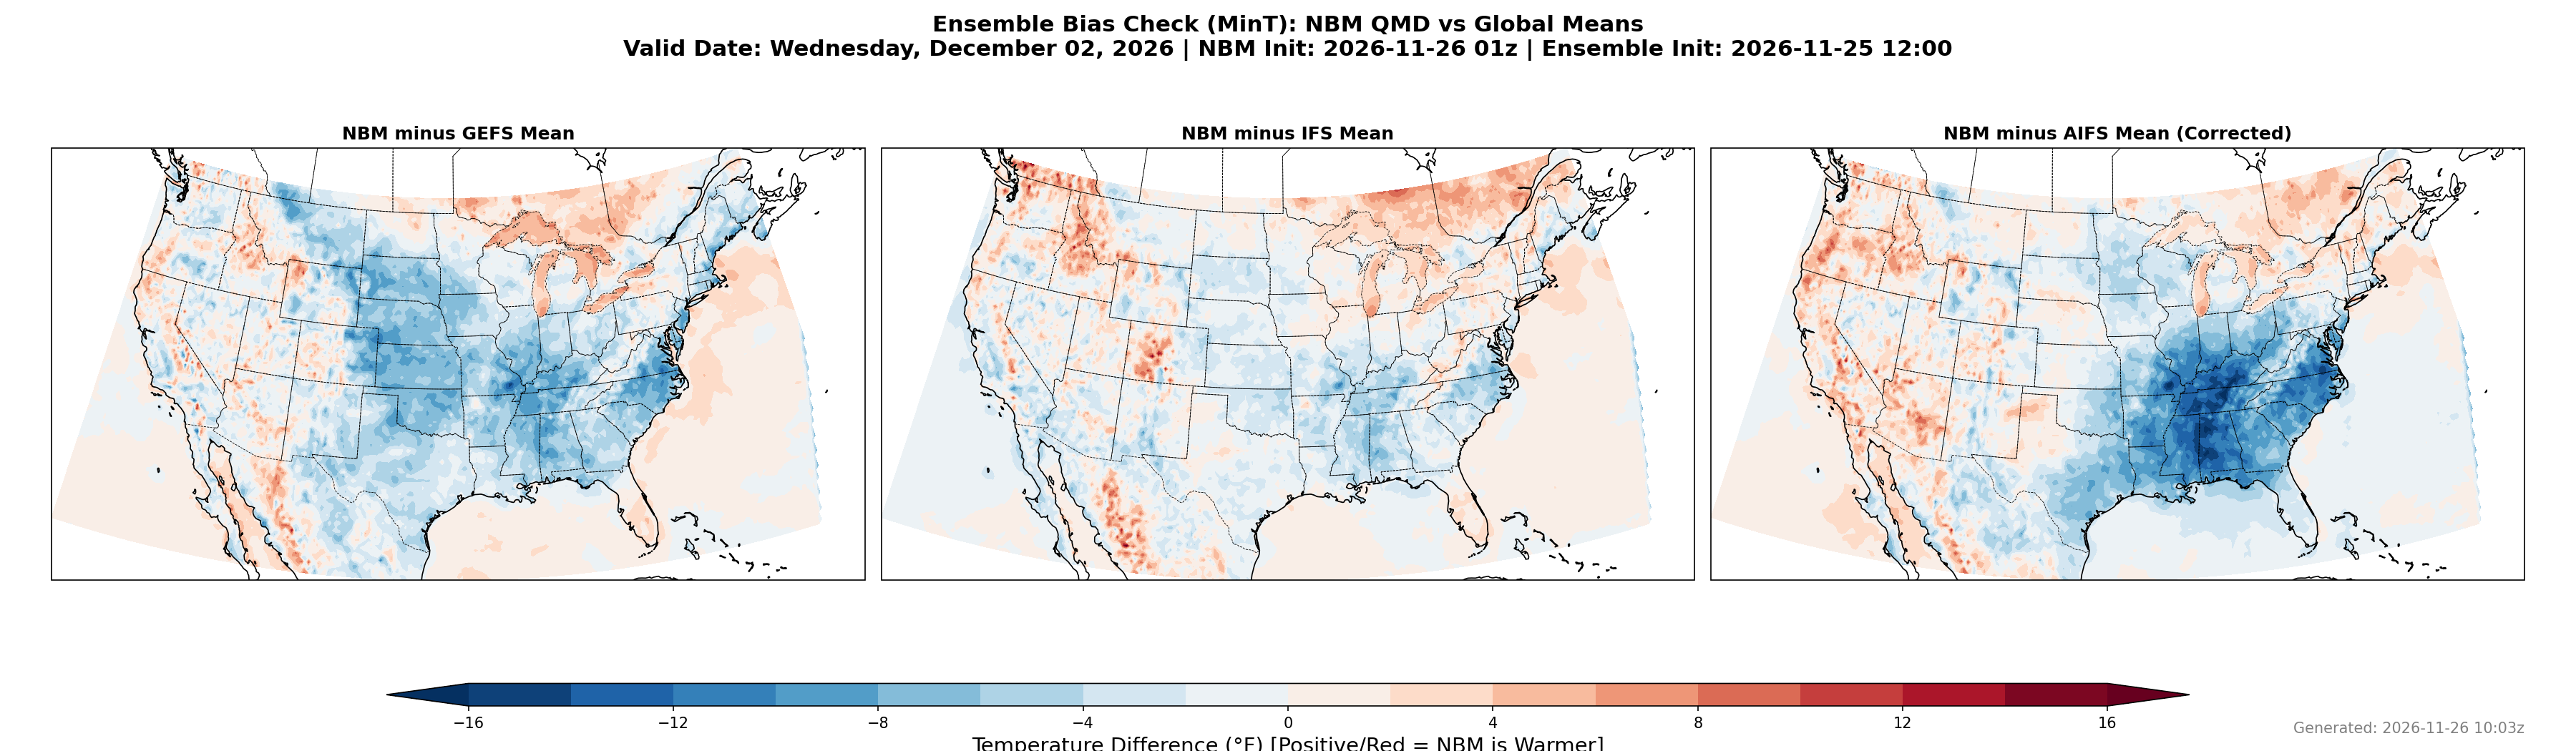 Ensemble Bias Check (MinT): NBM QMD vs Global Means
Valid Date: Wednesday, December 02, 2026 | NBM Init: 2026-11-26 01z | Ensemble Init: 2026-11-25 12:00
NBM minus GEFS Mean
NBM minus IFS Mean
NBM minus AIFS Mean (Corrected)
−16 −12 −8 −4 0 4 8 12 16
Generated: 2026-11-26 10:03z
Temperature Difference (°F) [Positive/Red = NBM is Warmer]